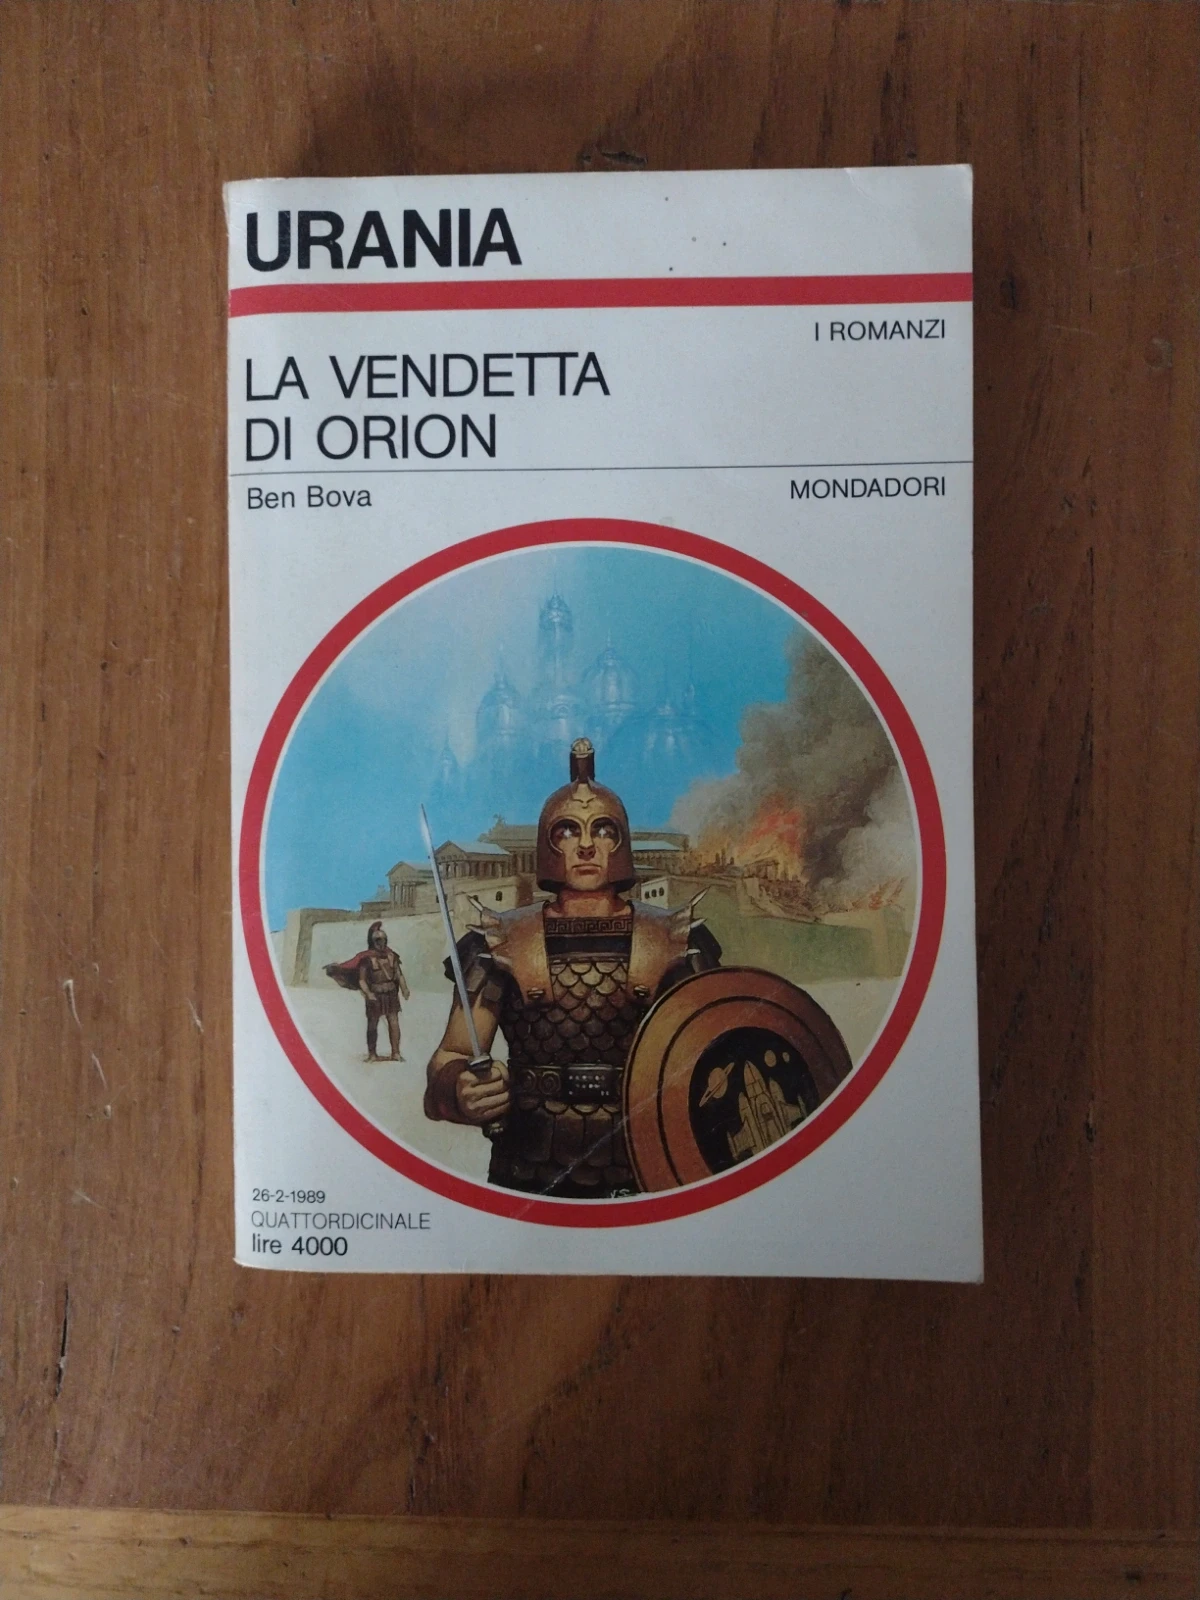 URANIA
I ROMANZI
LA VENDETTA
DI ORION
Ben Bova
MONDADORI
26-2-1989
QUATTORDICINALE
lire 4000